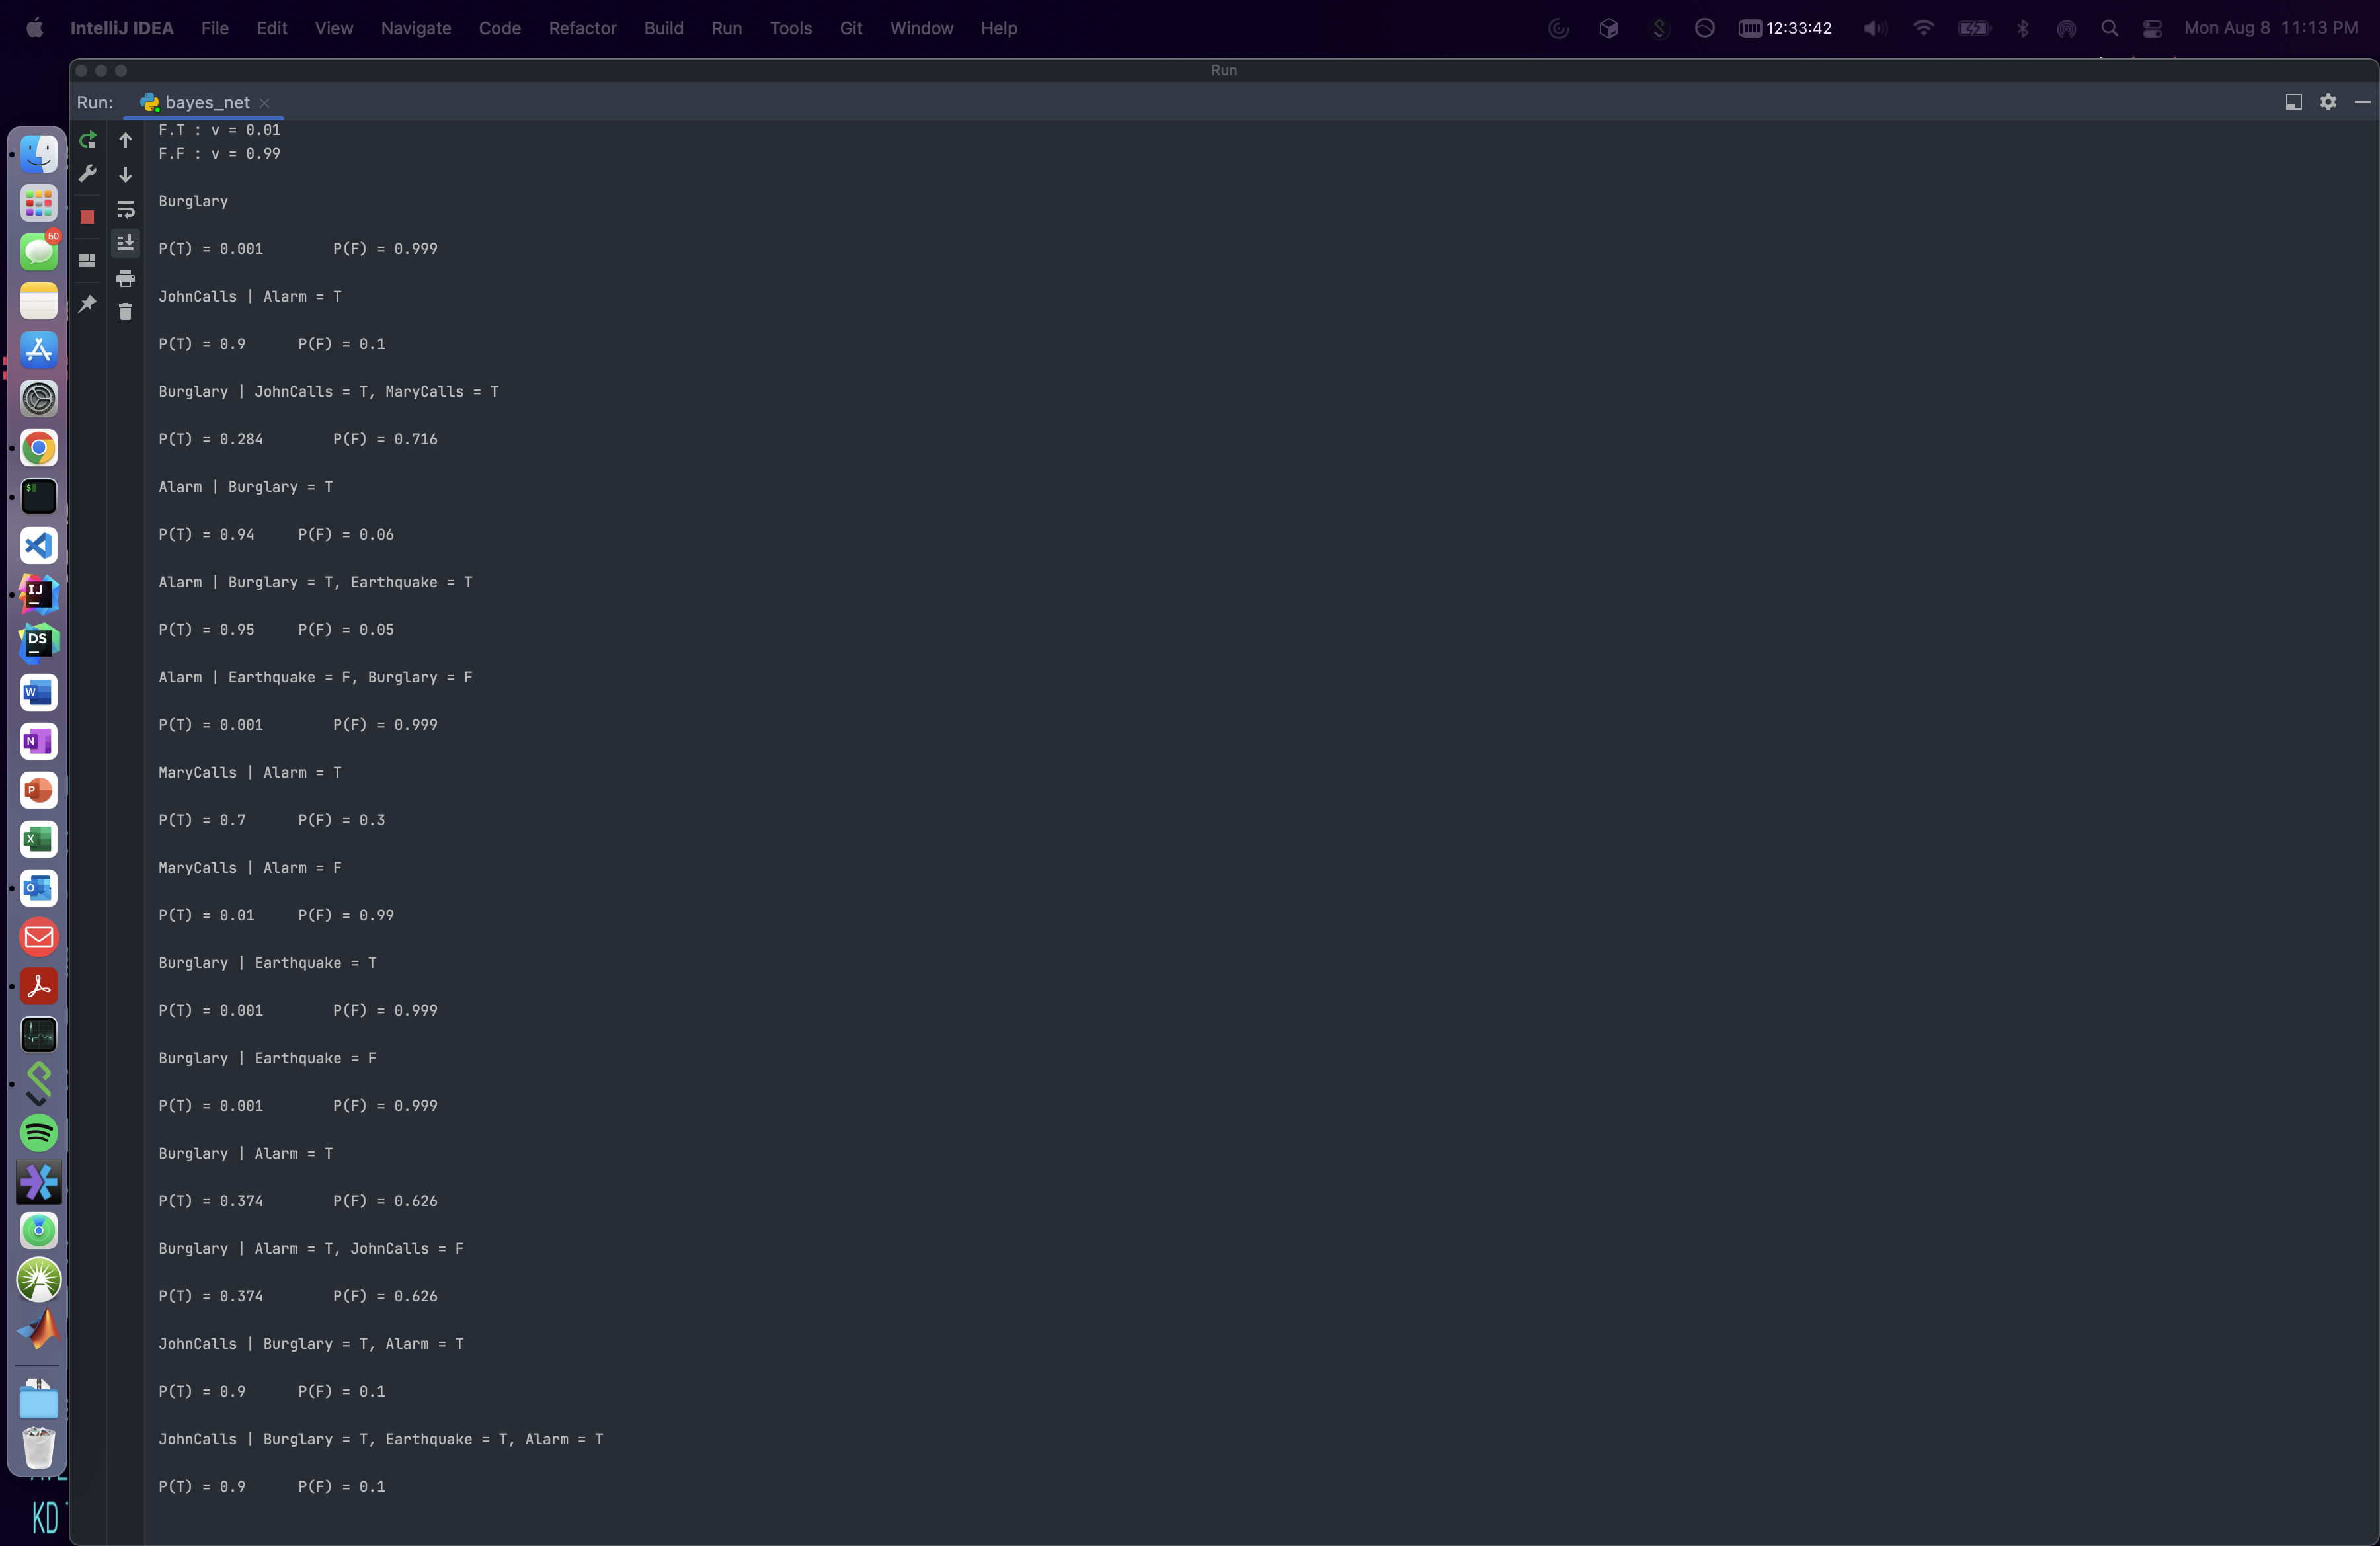 IntelliJ IDEA File Edit View Navigate Code Refactor Build Run Tools Git Window Help 12:33:42 Mon Aug 8 11:13 PM
Run
Run: bayes_net
F.T : v = 0.01
F.F : v = 0.99
Burglary
P(T) = 0.001 P(F) = 0.999
JohnCalls | Alarm = T
P(T) = 0.9 P(F) = 0.1
Burglary | JohnCalls = T, MaryCalls = T
P(T) = 0.284 P(F) = 0.716
Alarm | Burglary = T
P(T) = 0.94 P(F) = 0.06
Alarm | Burglary = T, Earthquake = T
P(T) = 0.95 P(F) = 0.05
Alarm | Earthquake = F, Burglary = F
P(T) = 0.001 P(F) = 0.999
MaryCalls | Alarm = T
P(T) = 0.7 P(F) = 0.3
MaryCalls | Alarm = F
P(T) = 0.01 P(F) = 0.99
Burglary | Earthquake = T
P(T) = 0.001 P(F) = 0.999
Burglary | Earthquake = F
P(T) = 0.001 P(F) = 0.999
Burglary | Alarm = T
P(T) = 0.374 P(F) = 0.626
Burglary | Alarm = T, JohnCalls = F
P(T) = 0.374 P(F) = 0.626
JohnCalls | Burglary = T, Alarm = T
P(T) = 0.9 P(F) = 0.1
JohnCalls | Burglary = T, Earthquake = T, Alarm = T
P(T) = 0.9 P(F) = 0.1
50
$
IJ
DS
W
N
P
X
O
KD